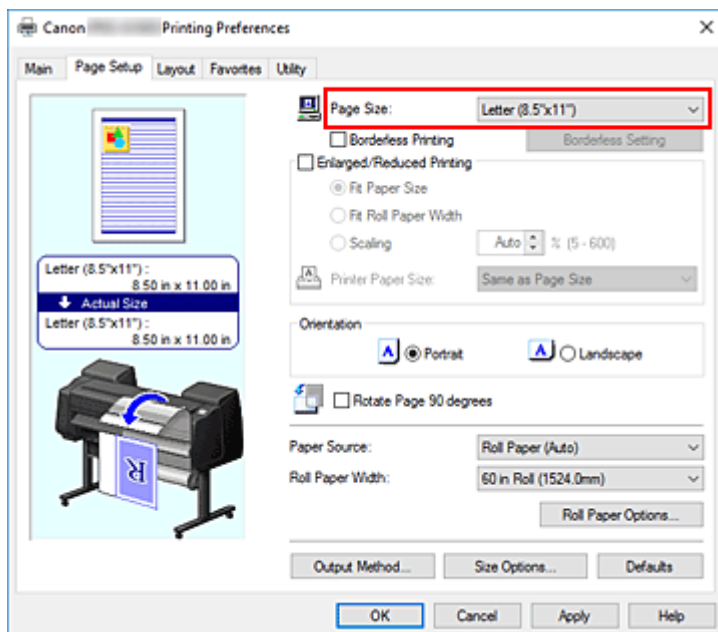 Canon Printing Preferences
Main Page Setup Layout Favorites Utility
Page Size: Letter (8.5"x11")
Borderless Printing Borderless Setting
Enlarged/Reduced Printing
Fit Paper Size
Fit Roll Paper Width
Scaling Auto % (5 - 600)
Printer Paper Size: Same as Page Size
Letter (8.5"x11") :
8.50 in x 11.00 in
Actual Size
Letter (8.5"x11") :
8.50 in x 11.00 in
Orientation
A Portrait A Landscape
Rotate Page 90 degrees
Paper Source: Roll Paper (Auto)
Roll Paper Width: 60 in Roll (1524.0mm)
R
Roll Paper Options...
Output Method... Size Options... Defaults
OK Cancel Apply Help